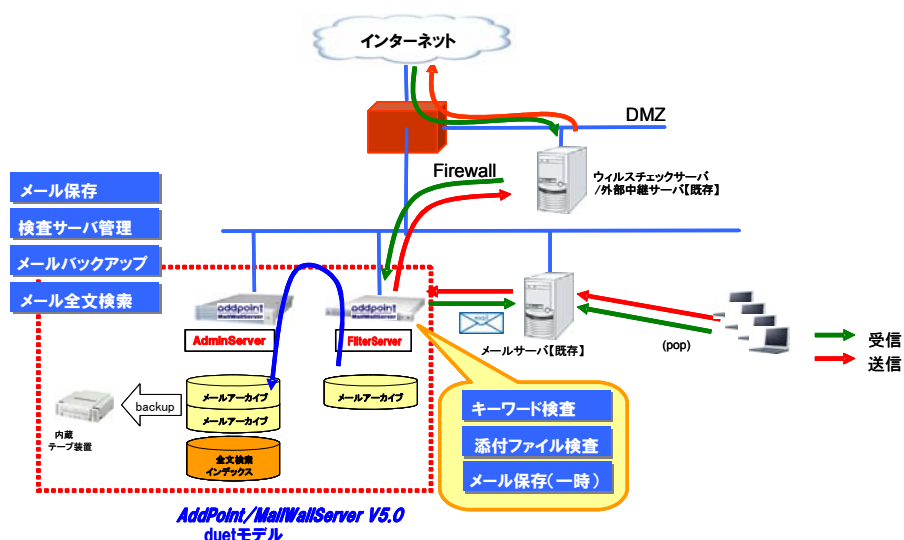 インターネット
DMZ
Firewall
ウィルスチェックサーバ
/外部中継サーバ【既存】
メール保存
検査サーバ管理
メールバックアップ
メール全文検索
addpoint
MailWallServer
addpoint
MailWallServer
AdminServer
FilterServer
メールサーバ【既存】
(pop)
受信
送信
メールアーカイブ
メールアーカイブ
メールアーカイブ
backup
内蔵
テープ装置
全文検索
インデックス
キーワード検査
添付ファイル検査
メール保存(一時)
AddPoint/MailWallServer V5.0
duetモデル